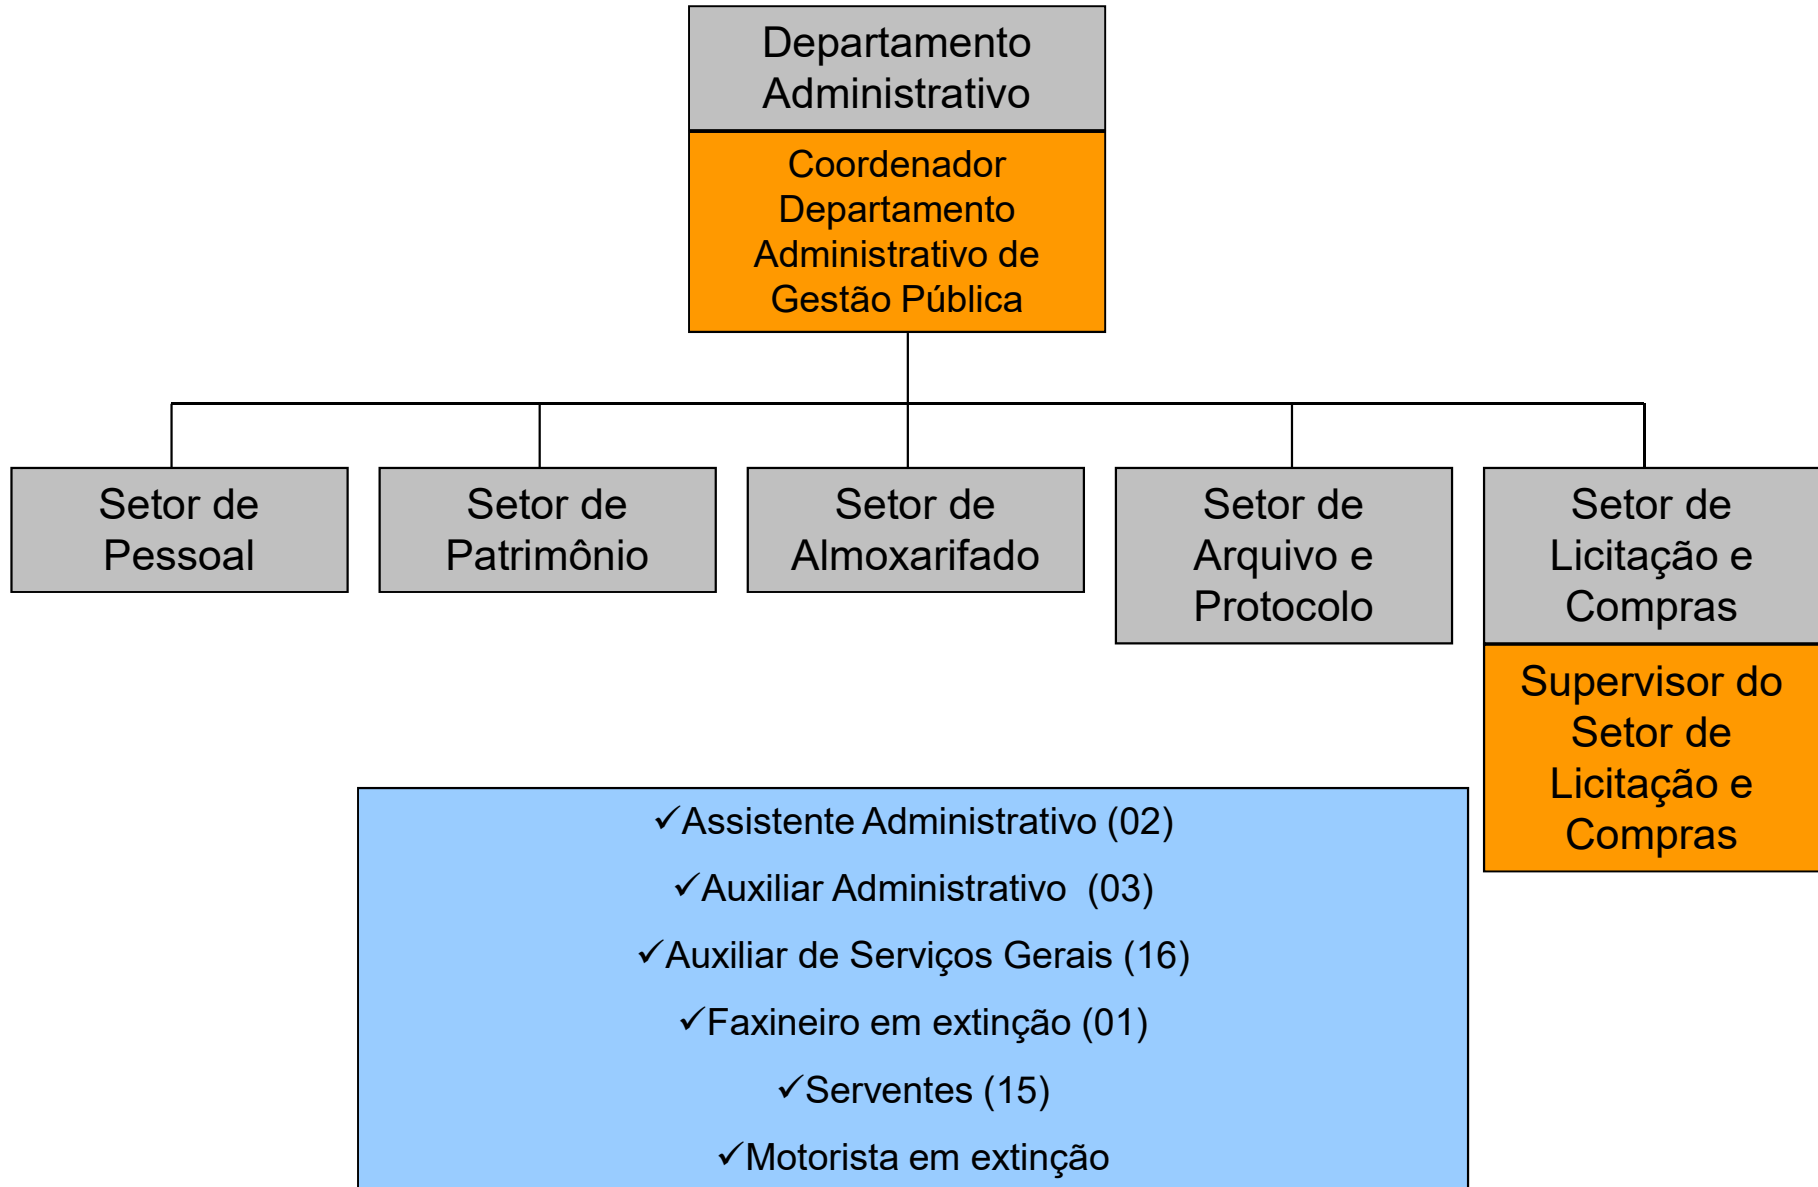 Departamento
Administrativo
Coordenador
Departamento
Administrativo de
Gestão Pública
Setor de
Pessoal
Setor de
Patrimônio
Setor de
Almoxarifado
Setor de
Arquivo e
Protocolo
Setor de
Licitação e
Compras
Supervisor do
Setor de
Licitação e
Compras
✓Assistente Administrativo (02)
✓Auxiliar Administrativo (03)
✓Auxiliar de Serviços Gerais (16)
✓Faxineiro em extinção (01)
✓Serventes (15)
✓Motorista em extinção